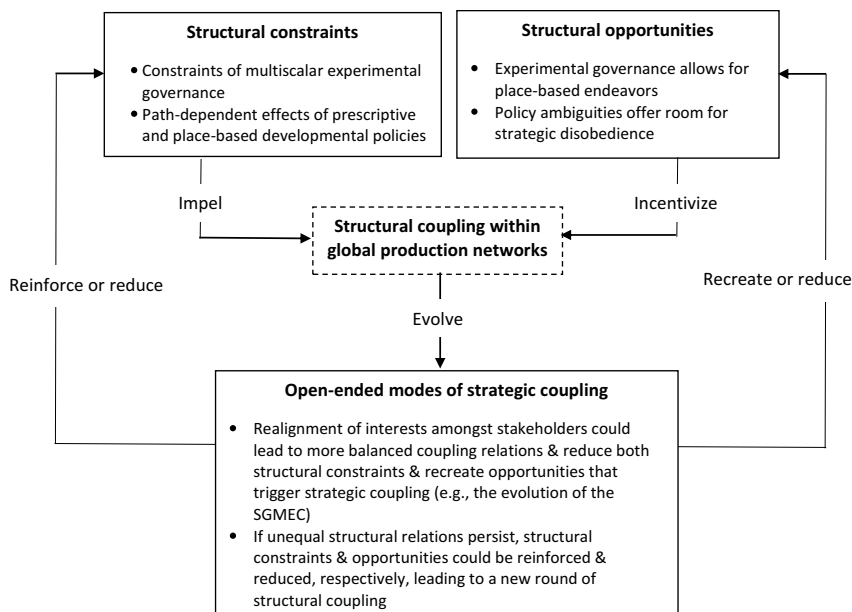 Structural constraints
• Constraints of multiscalar experimental
governance
• Path-dependent effects of prescriptive
and place-based developmental policies
Structural opportunities
• Experimental governance allows for
place-based endeavors
• Policy ambiguities offer room for
strategic disobedience
Impel
Incentivize
Structural coupling within
global production networks
Reinforce or reduce
Recreate or reduce
Evolve
Open-ended modes of strategic coupling
• Realignment of interests amongst stakeholders could
lead to more balanced coupling relations & reduce both
structural constraints & recreate opportunities that
trigger strategic coupling (e.g., the evolution of the
SGMEC)
• If unequal structural relations persist, structural
constraints & opportunities could be reinforced &
reduced, respectively, leading to a new round of
structural coupling